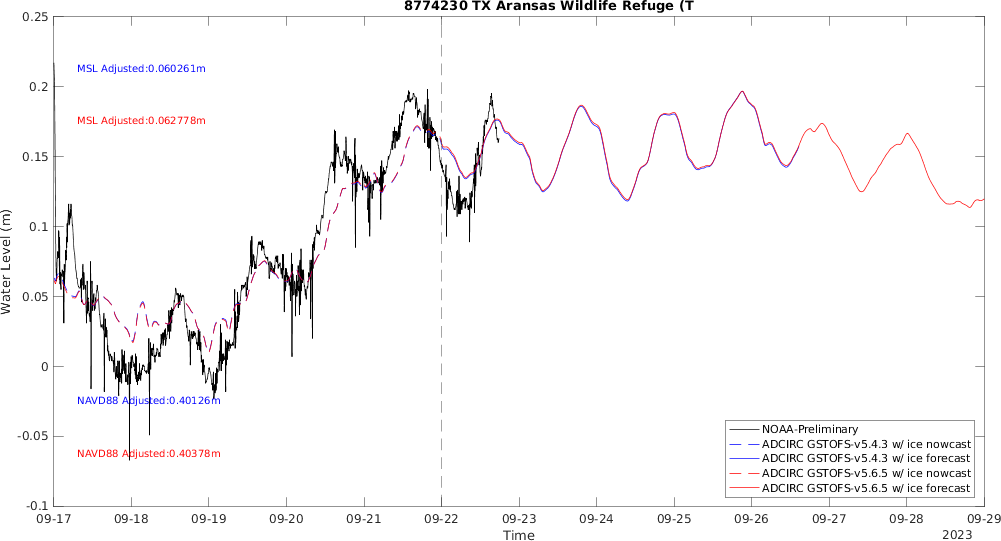 8774230 TX Aransas Wildlife Refuge (T
0.25
0.2
0.15
0.1
0.05
0
-0.05
-0.1
Water Level (m)
MSL Adjusted:0.060261m
MSL Adjusted:0.062778m
NAVD88 Adjusted:0.40126m
NAVD88 Adjusted:0.40378m
NOAA-Preliminary
ADCIRC GSTOFS-v5.4.3 w/ ice nowcast
ADCIRC GSTOFS-v5.4.3 w/ ice forecast
ADCIRC GSTOFS-v5.6.5 w/ ice nowcast
ADCIRC GSTOFS-v5.6.5 w/ ice forecast
09-17 09-18 09-19 09-20 09-21 09-22 09-23 09-24 09-25 09-26 09-27 09-28 09-29
Time
2023